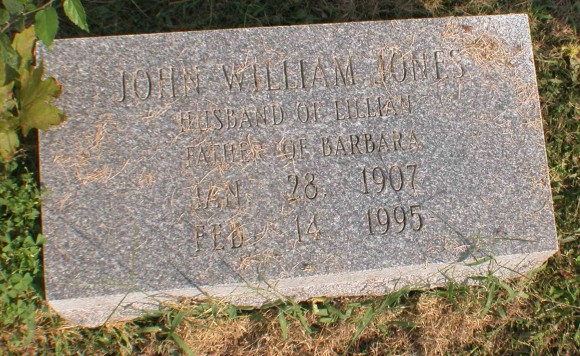 JOHN WILLIAM JONES
HUSBAND OF LILLIAN
FATHER OF BARBARA
JAN 28 1907
FEB 14 1995